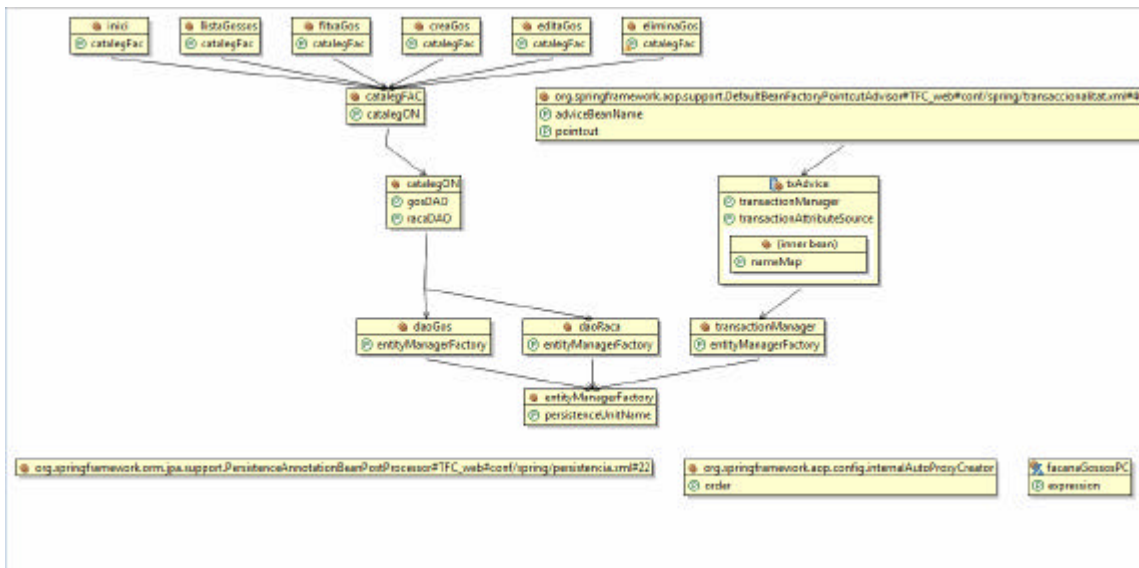 inici
catalegFac
llistaGossos
catalegFac
fitxaGos
catalegFac
creaGos
catalegFac
editaGos
catalegFac
eliminaGos
catalegFac
catalegFAC
catalegON
org.springframework.aop.support.DefaultBeanFactoryPointcutAdvisor#TFC_web#conf/spring/transaccionalitat.xml#
adviceBeanName
pointcut
catalegON
gosDAO
racaDAO
txAdvice
transactionManager
transactionAttributeSource
(inner bean)
nameMap
daoGos
entityManagerFactory
daoRaca
entityManagerFactory
transactionManager
entityManagerFactory
entityManagerFactory
persistenceUnitName
org.springframework.orm.jpa.support.PersistenceAnnotationBeanPostProcessor#TFC_web#conf/spring/persistencia.xml#22
org.springframework.aop.config.internalAutoProxyCreator
order
facanaGossosPC
expression